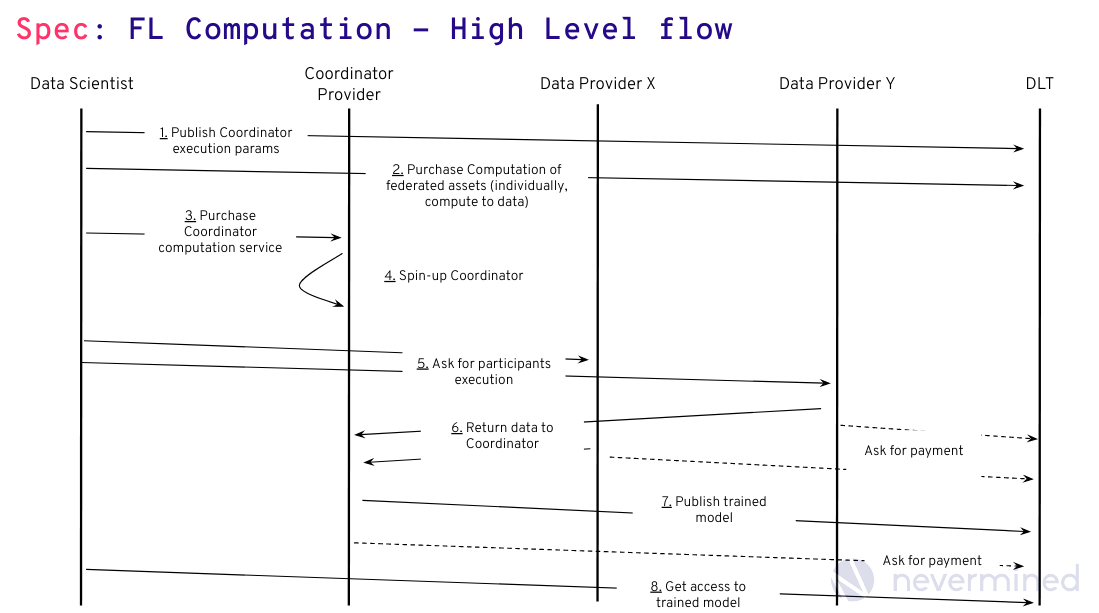 Spec: FL Computation – High Level flow
Data Scientist
Coordinator
Provider
Data Provider X
Data Provider Y
DLT
1. Publish Coordinator
execution params
2. Purchase Computation of
federated assets (individually,
compute to data)
3. Purchase
Coordinator
computation service
4. Spin-up Coordinator
5. Ask for participants
execution
6. Return data to
Coordinator
Ask for payment
7. Publish trained
model
Ask for payment
8. Get access to
trained model
nevermined